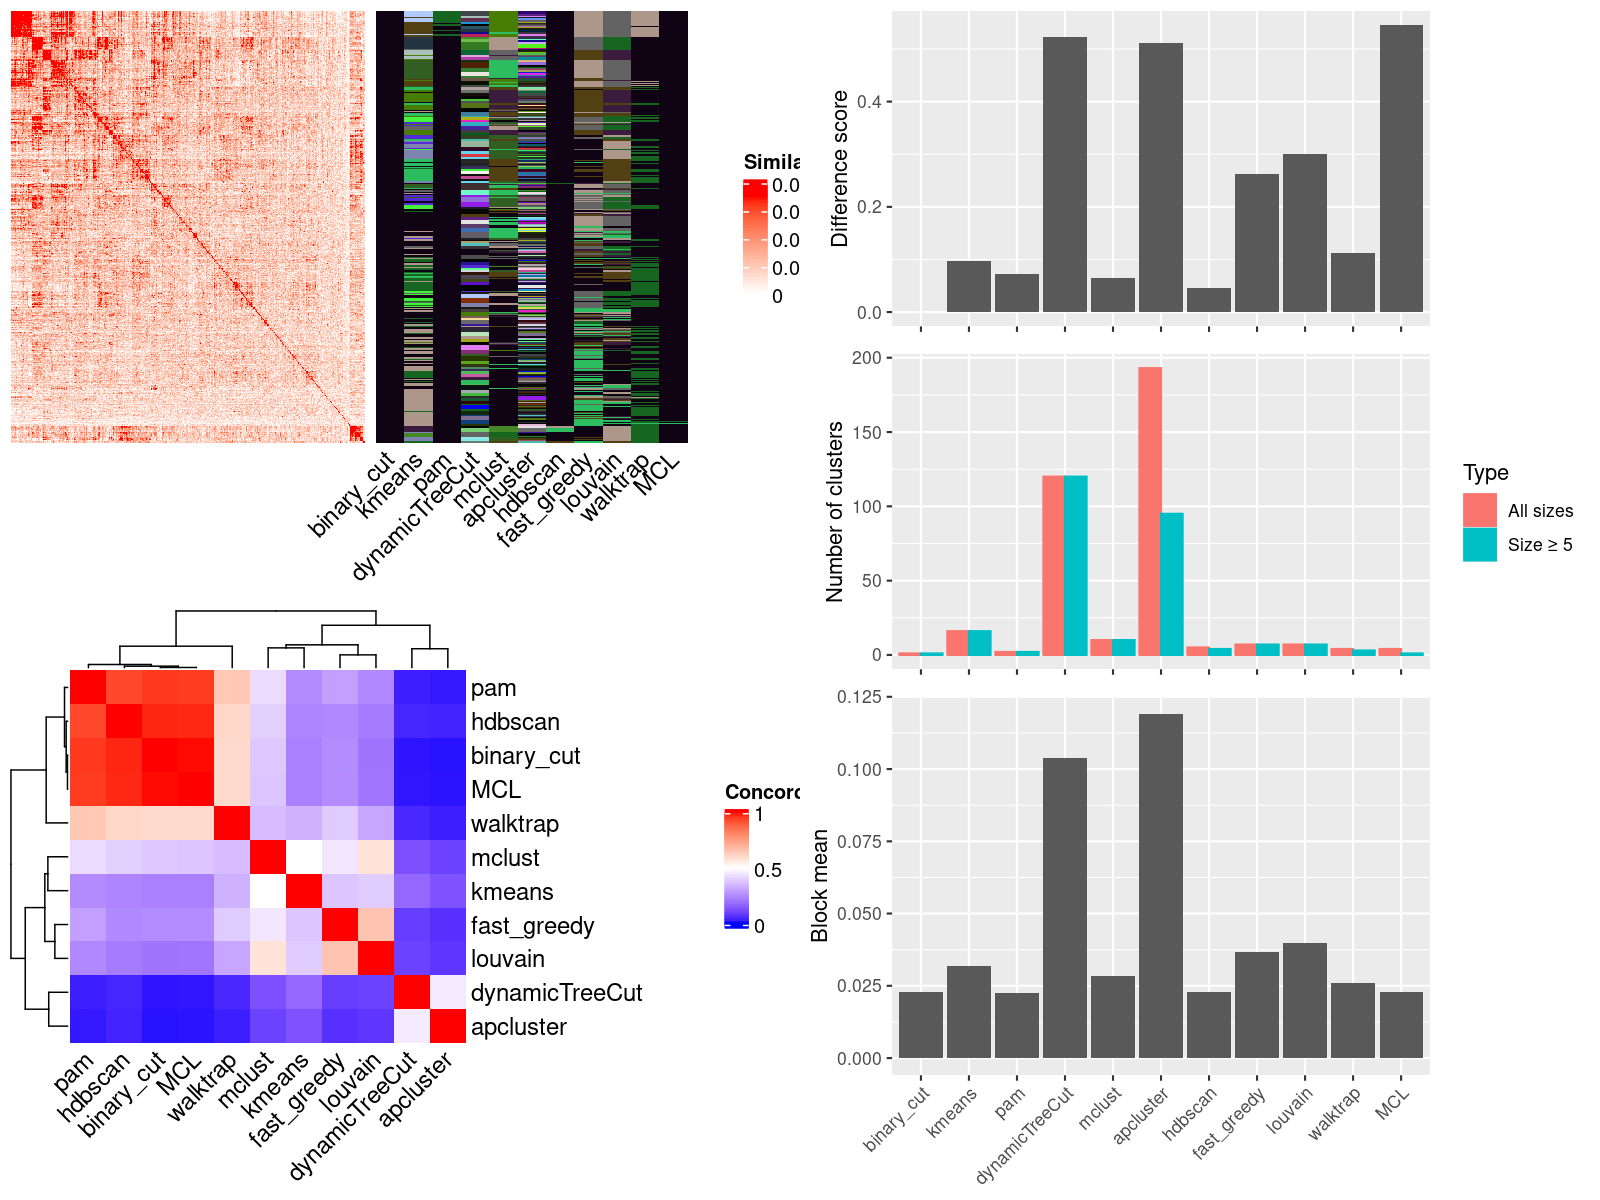 Simila
0.0
0.0
0.0
0.0
0
binary_cut
kmeans
pam
dynamicTreeCut
mclust
apcluster
hdbscan
fast_greedy
louvain
walktrap
MCL
pam
hdbscan
binary_cut
MCL
walktrap
mclust
kmeans
fast_greedy
louvain
dynamicTreeCut
apcluster
Concord
1
0.5
0
pam
hdbscan
binary_cut
MCL
walktrap
mclust
kmeans
fast_greedy
louvain
dynamicTreeCut
apcluster
Difference score
0.4
0.2
0.0
Number of clusters
200
150
100
50
0
Type
All sizes
Size ≥ 5
Block mean
0.125
0.100
0.075
0.050
0.025
0.000
binary_cut
kmeans
pam
dynamicTreeCut
mclust
apcluster
hdbscan
fast_greedy
louvain
walktrap
MCL